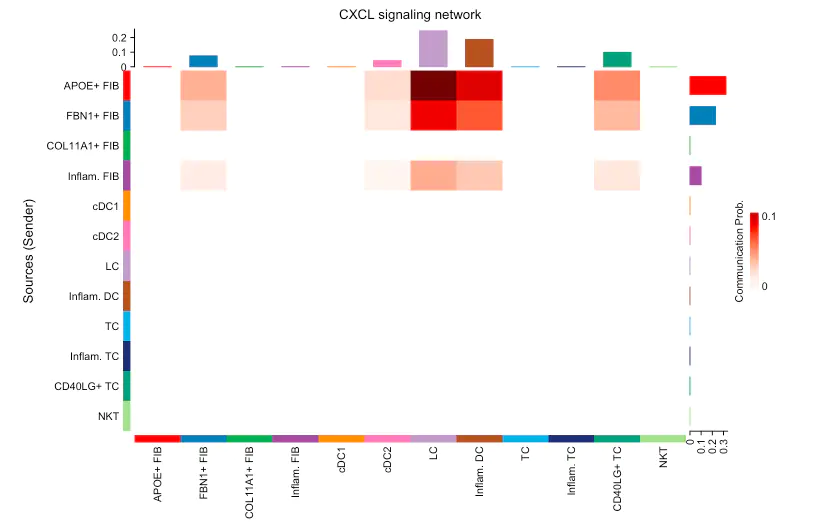 CXCL signaling network
0.2
0.1
0
APOE+ FIB
FBN1+ FIB
COL11A1+ FIB
Inflam. FIB
cDC1
cDC2
LC
Inflam. DC
TC
Inflam. TC
CD40LG+ TC
NKT
Sources (Sender)
Communication Prob.
0.1
0
0
0.1
0.2
0.3
APOE+ FIB
FBN1+ FIB
COL11A1+ FIB
Inflam. FIB
cDC1
cDC2
LC
Inflam. DC
TC
Inflam. TC
CD40LG+ TC
NKT